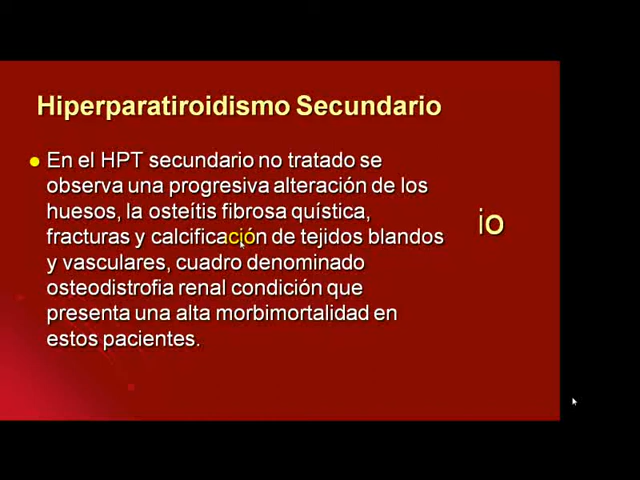 Hiperparatiroidismo Secundario
En el HPT secundario no tratado se
observa una progresiva alteración de los
huesos, la osteítis fibrosa quística,
fracturas y calcificación de tejidos blandos
y vasculares, cuadro denominado
osteodistrofia renal condición que
presenta una alta morbimortalidad en
estos pacientes.
io